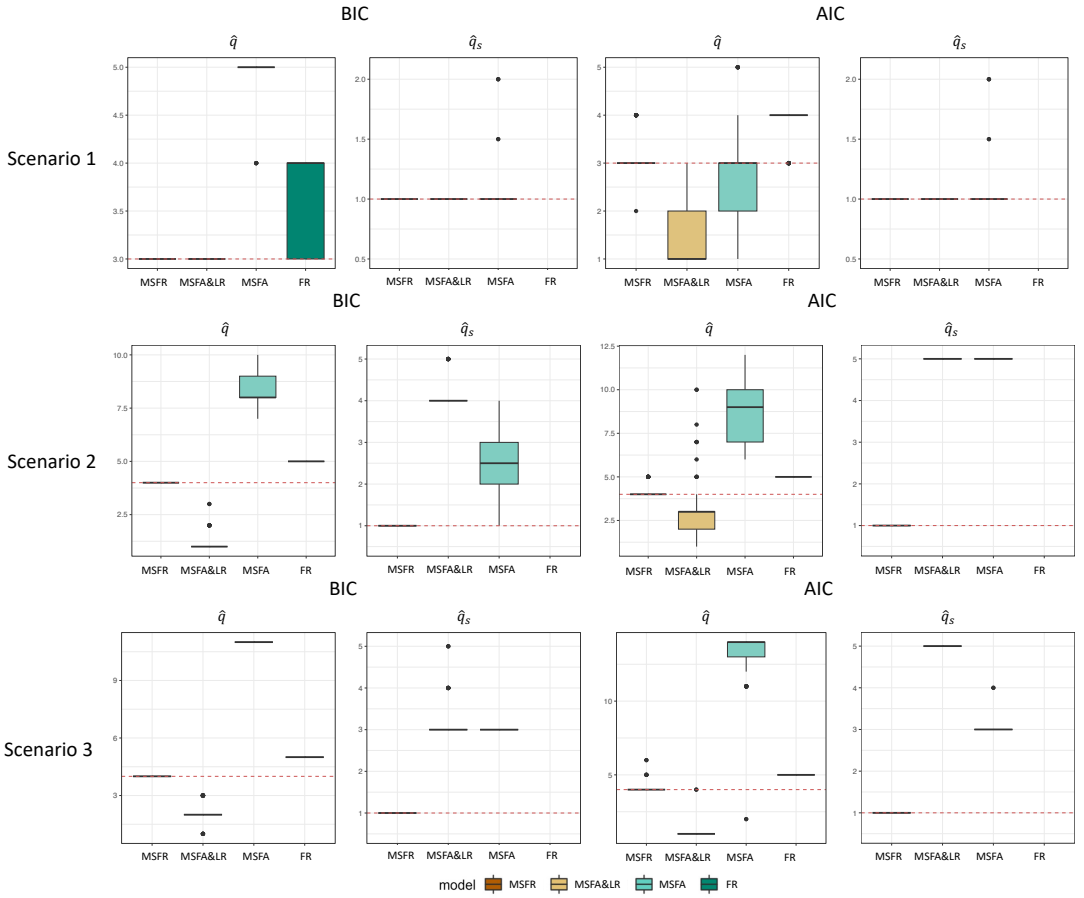 BIC AIC
q̂ q̂ₛ q̂ q̂ₛ
Scenario 1
5.0 4.5 4.0 3.5 3.0
2.0 1.5 1.0 0.5
5 4 3 2 1
2.0 1.5 1.0 0.5
MSFR MSFA&LR MSFA FR MSFR MSFA&LR MSFA FR MSFR MSFA&LR MSFA FR MSFR MSFA&LR MSFA FR
BIC AIC
q̂ q̂ₛ q̂ q̂ₛ
Scenario 2
10.0 7.5 5.0 2.5
5 4 3 2 1
12.5 10.0 7.5 5.0 2.5
5 4 3 2 1
MSFR MSFA&LR MSFA FR MSFR MSFA&LR MSFA FR MSFR MSFA&LR MSFA FR MSFR MSFA&LR MSFA FR
BIC AIC
q̂ q̂ₛ q̂ q̂ₛ
Scenario 3
9 6 3
5 4 3 2 1
10 5
5 4 3 2 1
MSFR MSFA&LR MSFA FR MSFR MSFA&LR MSFA FR MSFR MSFA&LR MSFA FR MSFR MSFA&LR MSFA FR
model MSFR MSFA&LR MSFA FR